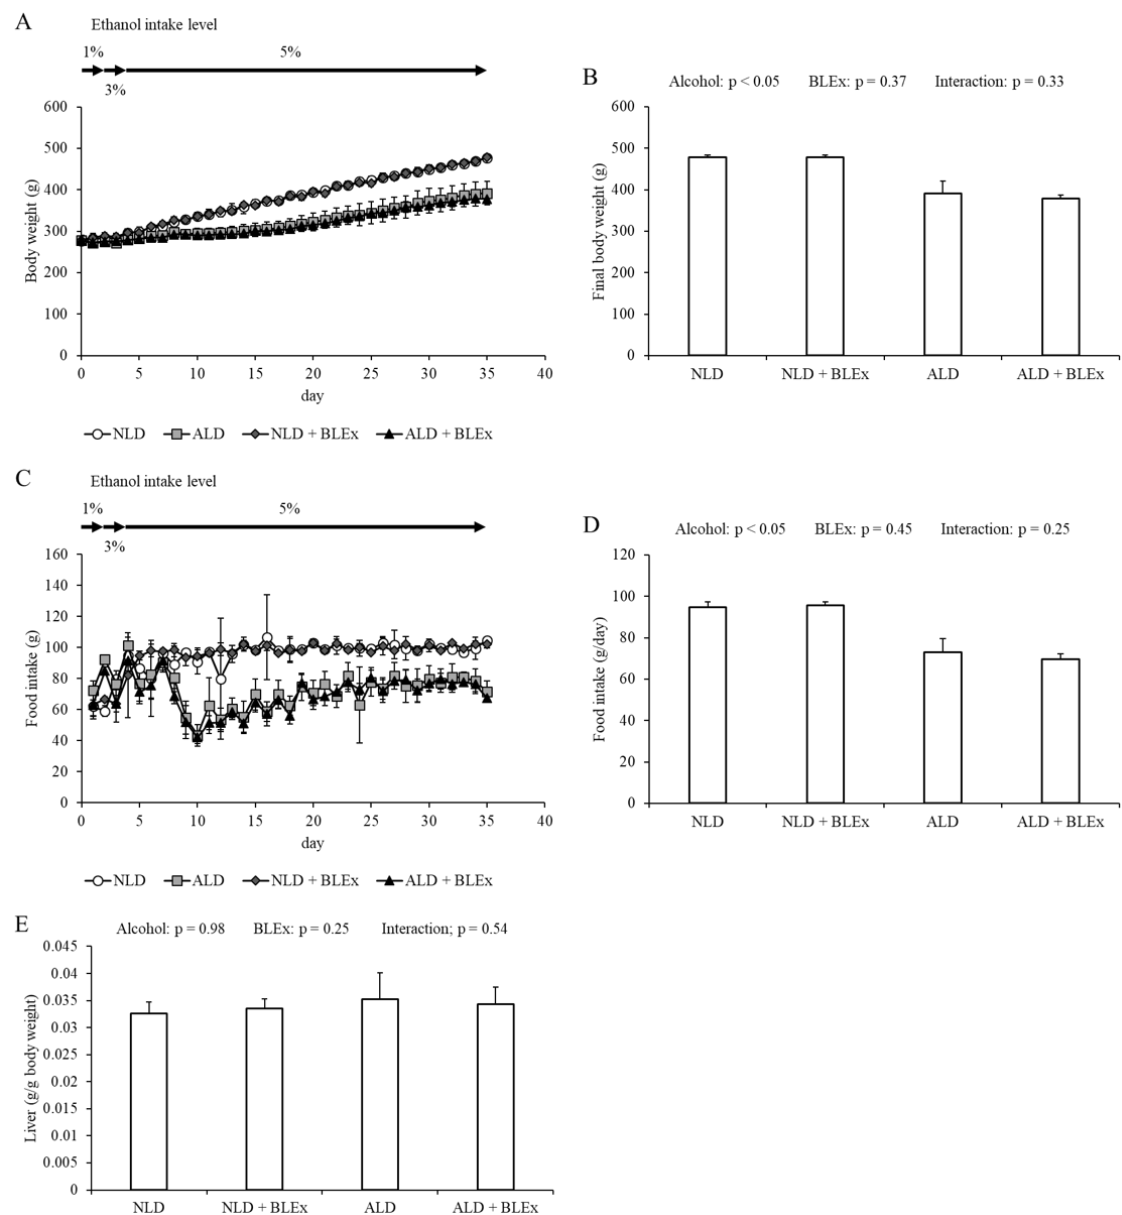 A
Ethanol intake level
1%
5%
3%
600
500
400
300
200
100
0
Body weight (g)
0 5 10 15 20 25 30 35 40
day
NLD ALD NLD + BLEx ALD + BLEx
B
Alcohol: p < 0.05 BLEx: p = 0.37 Interaction: p = 0.33
600
500
400
300
200
100
0
Final body weight (g)
NLD NLD + BLEx ALD ALD + BLEx
C
Ethanol intake level
1%
5%
3%
160
140
120
100
80
60
40
20
0
Food intake (g)
0 5 10 15 20 25 30 35 40
day
NLD ALD NLD + BLEx ALD + BLEx
D
Alcohol: p < 0.05 BLEx: p = 0.45 Interaction: p = 0.25
120
100
80
60
40
20
0
Food intake (g/day)
NLD NLD + BLEx ALD ALD + BLEx
E
Alcohol: p = 0.98 BLEx: p = 0.25 Interaction; p = 0.54
0.045
0.04
0.035
0.03
0.025
0.02
0.015
0.01
0.005
0
Liver (g/g body weight)
NLD NLD + BLEx ALD ALD + BLEx